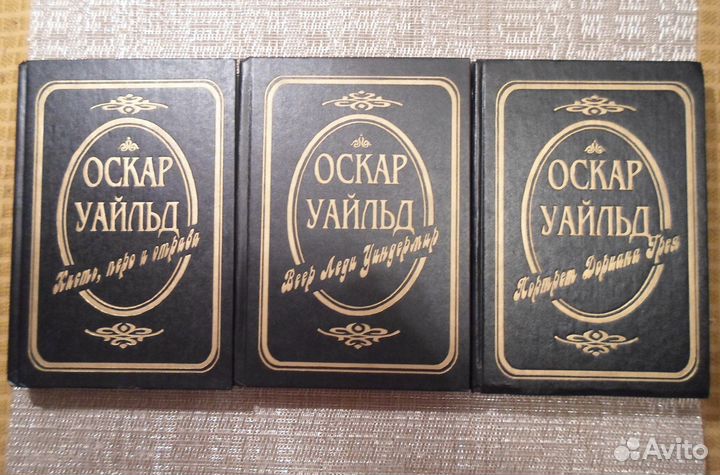 ОСКАР
УАЙЛЬД
Кисть, перо и отрава
ОСКАР
УАЙЛЬД
Веер Леди Уиндермир
ОСКАР
УАЙЛЬД
Портрет Дориана Грея
Avito